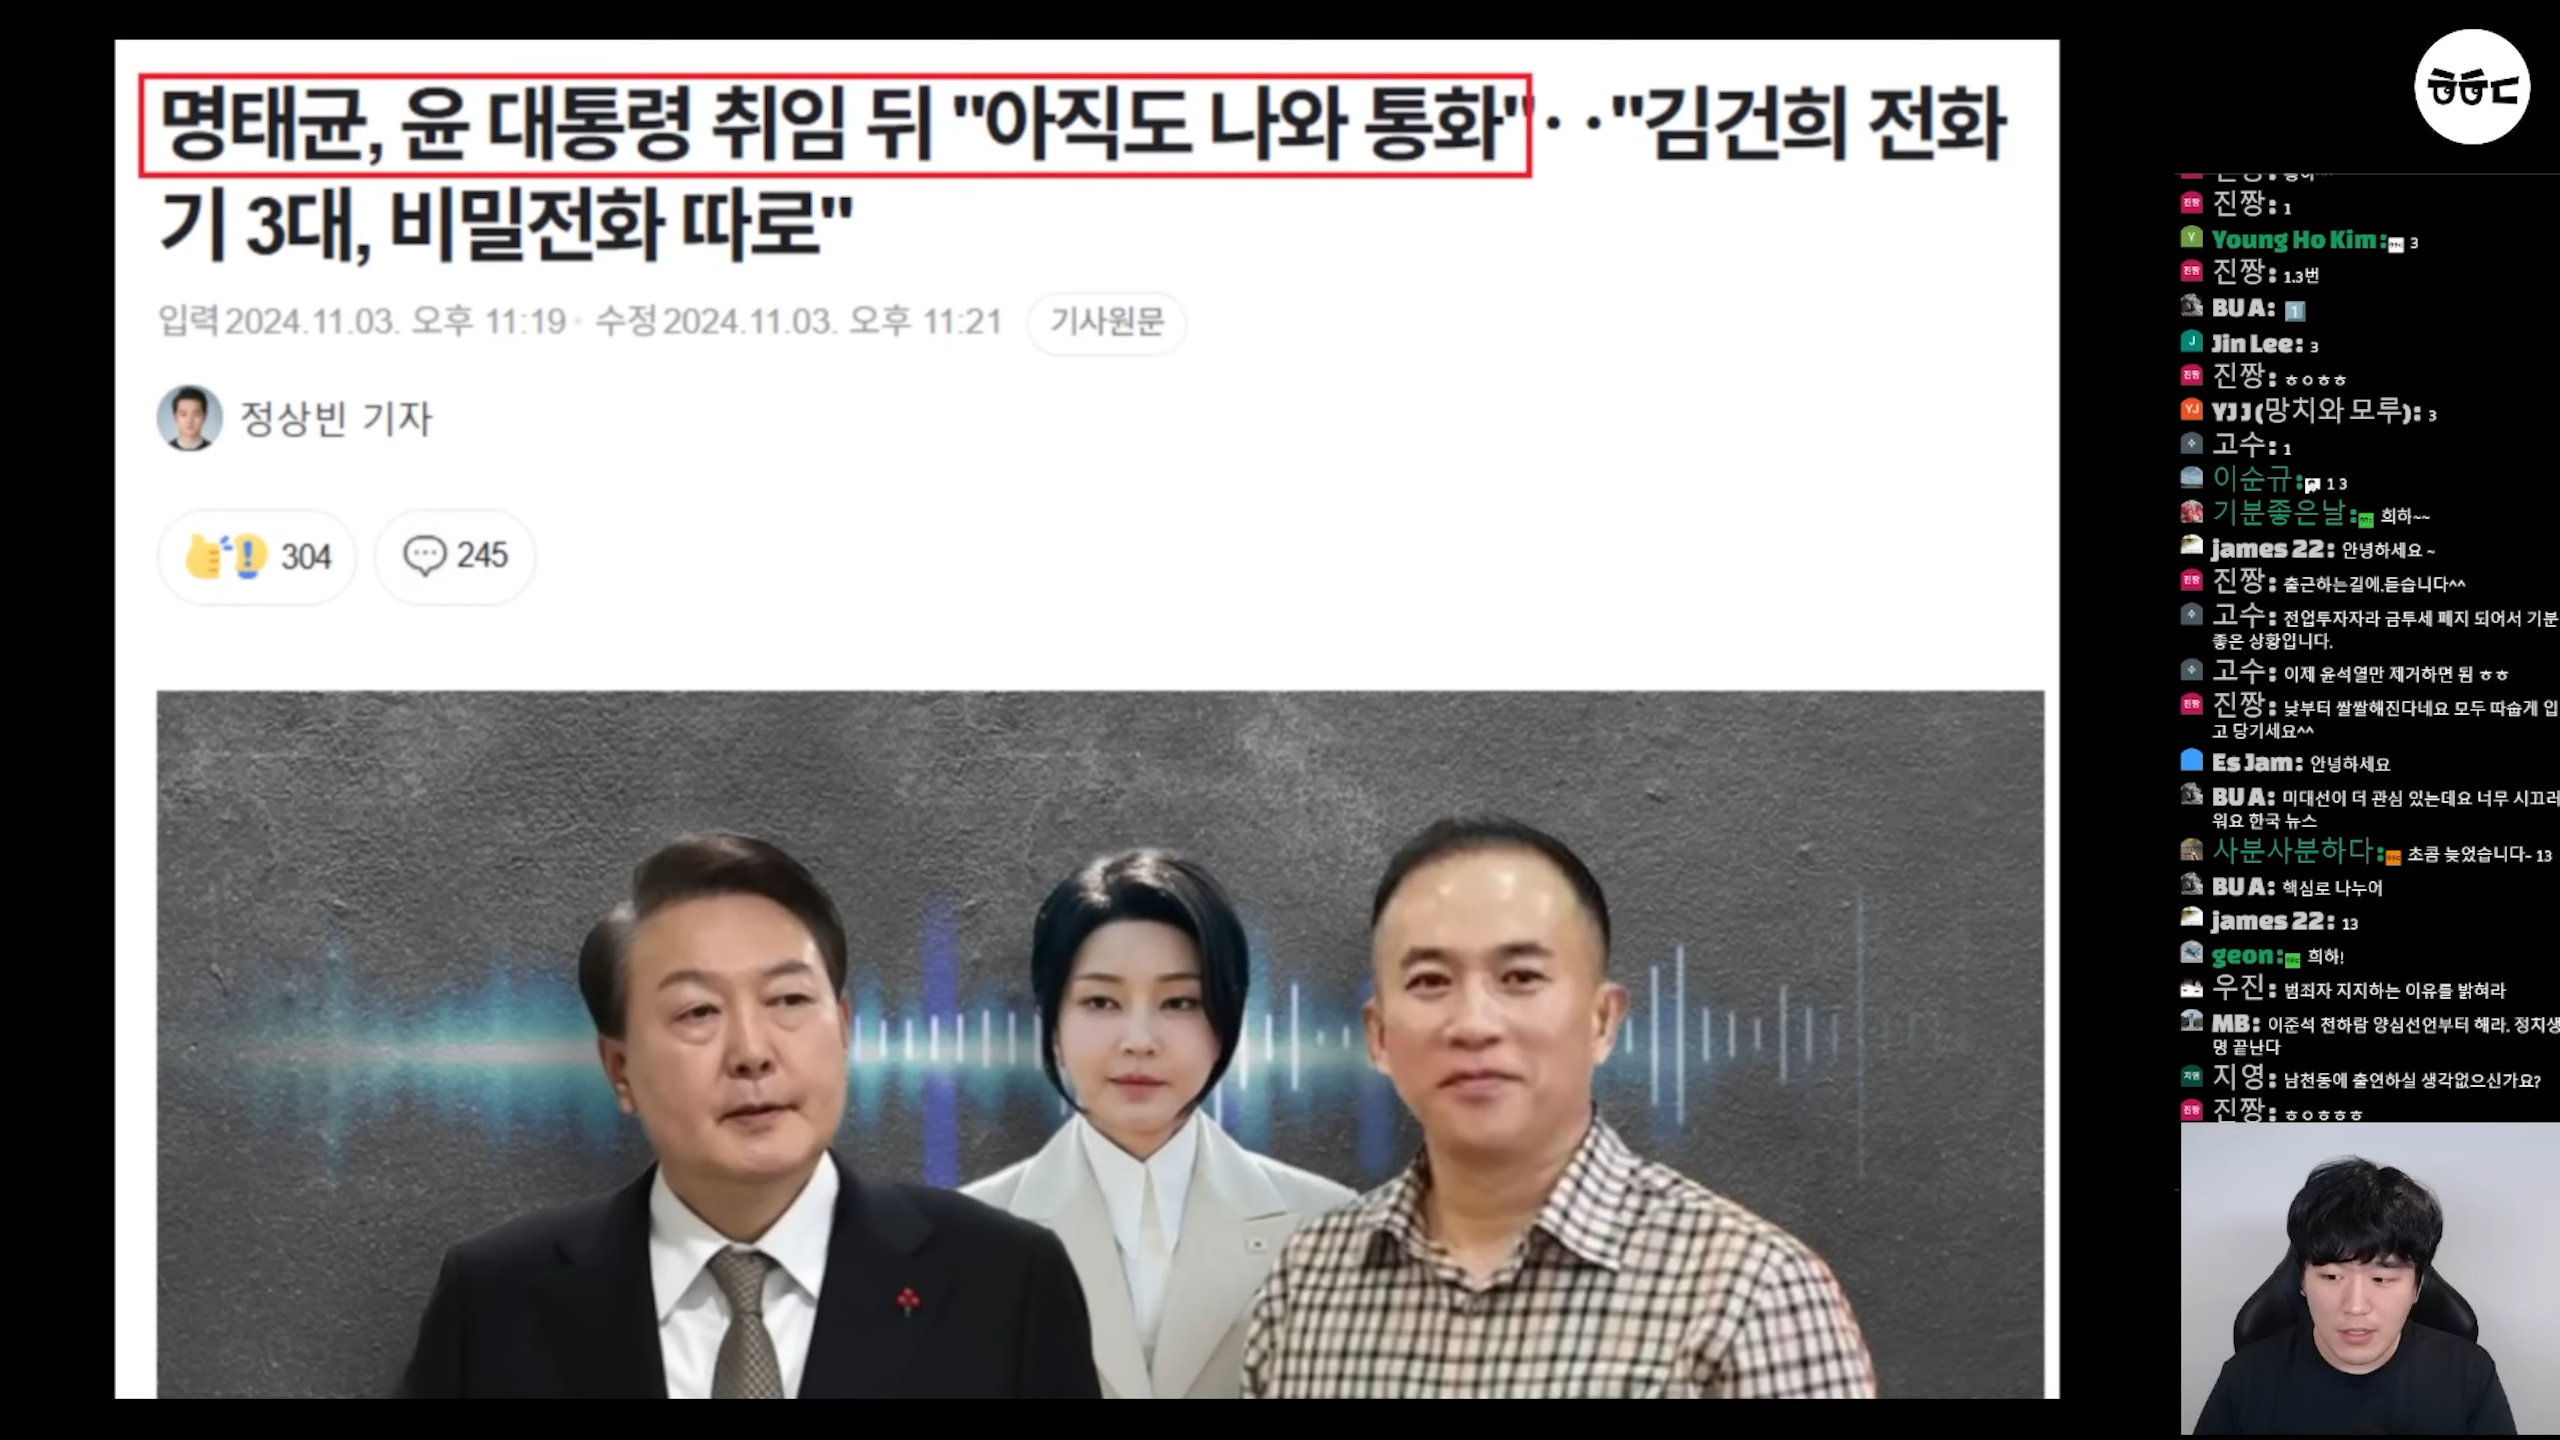 명태균, 윤 대통령 취임 뒤 "아직도 나와 통화"‥"김건희 전화
기 3대, 비밀전화 따로"
입력 2024.11.03. 오후 11:19 · 수정 2024.11.03. 오후 11:21 기사원문
정상빈 기자
304 245
ㅎㅎㄷ
진짱: 1
Young Ho Kim: 3
진짱: 1.3번
BU A: 1
Jin Lee: 3
진짱: ㅎㅇㅎㅎ
YJ J (망치와 모루): 3
고수: 1
이순규: 1 3
기분좋은날: 희하~~
james 22: 안녕하세요 ~
진짱: 출근하는길에.듣습니다^^
고수: 전업투자자라 금투세 폐지 되어서 기분
좋은 상황입니다.
고수: 이제 윤석열만 제거하면 됨 ㅎㅎ
진짱: 낮부터 쌀쌀해진다네요 모두 따숩게 입
고 당기세요^^
Es Jam: 안녕하세요
BU A: 미대선이 더 관심 있는데요 너무 시끄러
워요 한국 뉴스
사분사분하다: 초콤 늦었습니다- 13
BU A: 핵심로 나누어
james 22: 13
geon: 희하!
우진: 범죄자 지지하는 이유를 밝혀라
MB: 이준석 천하람 양심선언부터 해라. 정치생
명 끝난다
지영: 남천동에 출연하실 생각없으신가요?
진짱: ㅎㅇㅎㅎㅎ